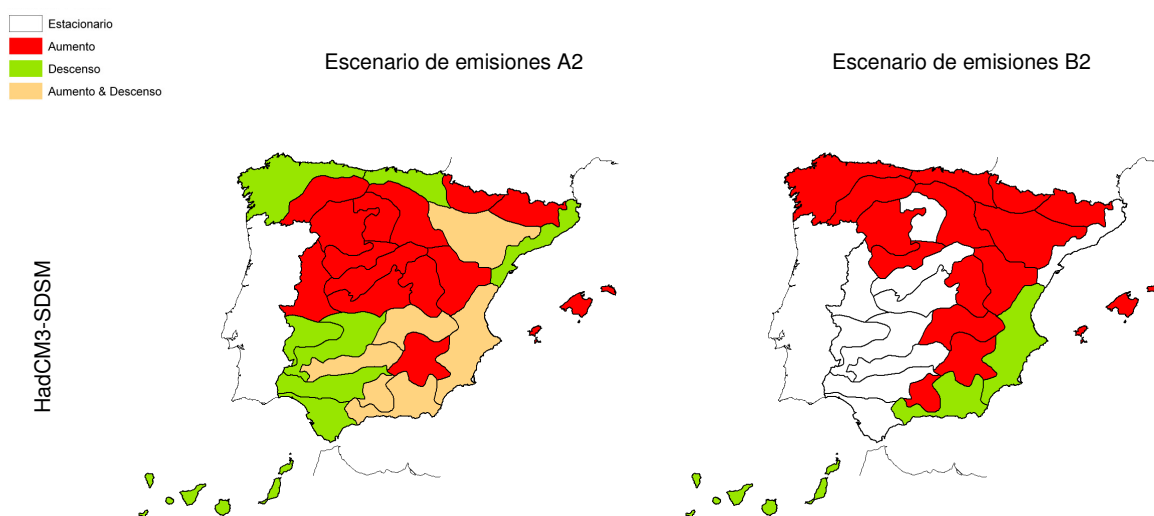 Estacionario
Aumento
Descenso
Aumento & Descenso
Escenario de emisiones A2
Escenario de emisiones B2
HadCM3-SDSM